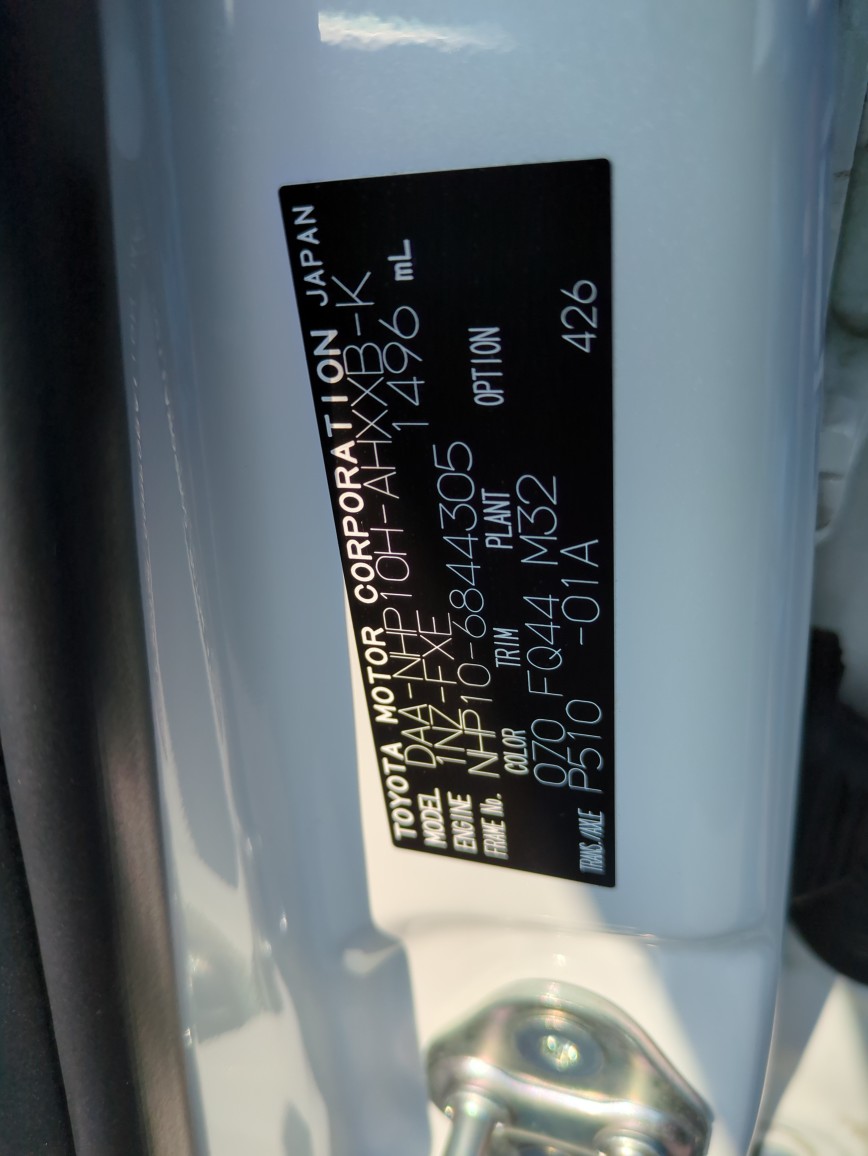 TOYOTA MOTOR CORPORATION JAPAN
MODEL DAA-NHP10H-AHXXB-K
ENGINE 1NZ-FXE 1496 mL
FRAME No. NHP10-6844305
COLOR TRIM PLANT OPTION
070 FQ44 M32
TRANS./AXLE P510 -01A 426